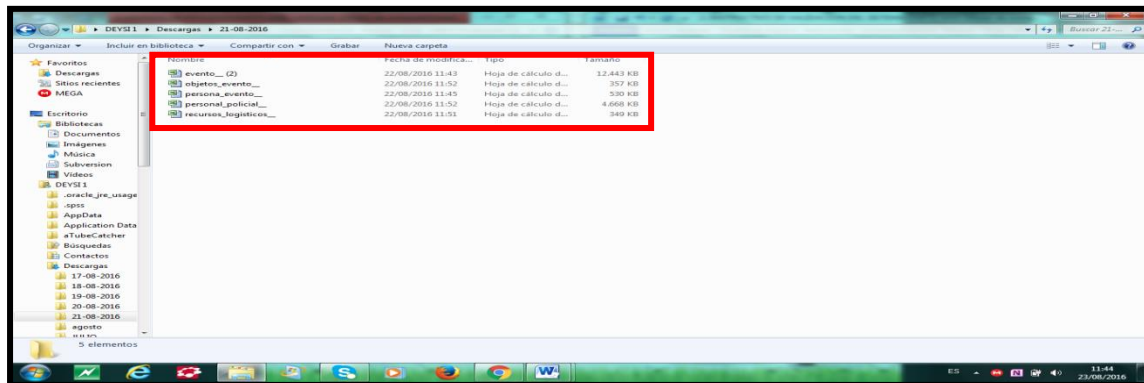 DEYSI 1 ▸ Descargas ▸ 21-08-2016
Buscar 21-...
Organizar Incluir en biblioteca Compartir con Grabar Nueva carpeta
Favoritos
Descargas
Sitios recientes
MEGA
Escritorio
Bibliotecas
Documentos
Imágenes
Música
Subversion
Vídeos
DEYSI 1
.oracle_jre_usage
.spss
AppData
Application Data
aTubeCatcher
Búsquedas
Contactos
Descargas
17-08-2016
18-08-2016
19-08-2016
20-08-2016
21-08-2016
agosto
JULIO
Nombre Fecha de modifica... Tipo Tamaño
evento__ (2) 22/08/2016 11:43 Hoja de cálculo d... 12.443 KB
objetos_evento__ 22/08/2016 11:52 Hoja de cálculo d... 357 KB
persona_evento__ 22/08/2016 11:45 Hoja de cálculo d... 530 KB
personal_policial__ 22/08/2016 11:52 Hoja de cálculo d... 4.668 KB
recursos_logisticos__ 22/08/2016 11:51 Hoja de cálculo d... 349 KB
5 elementos
ES 11:44
23/08/2016